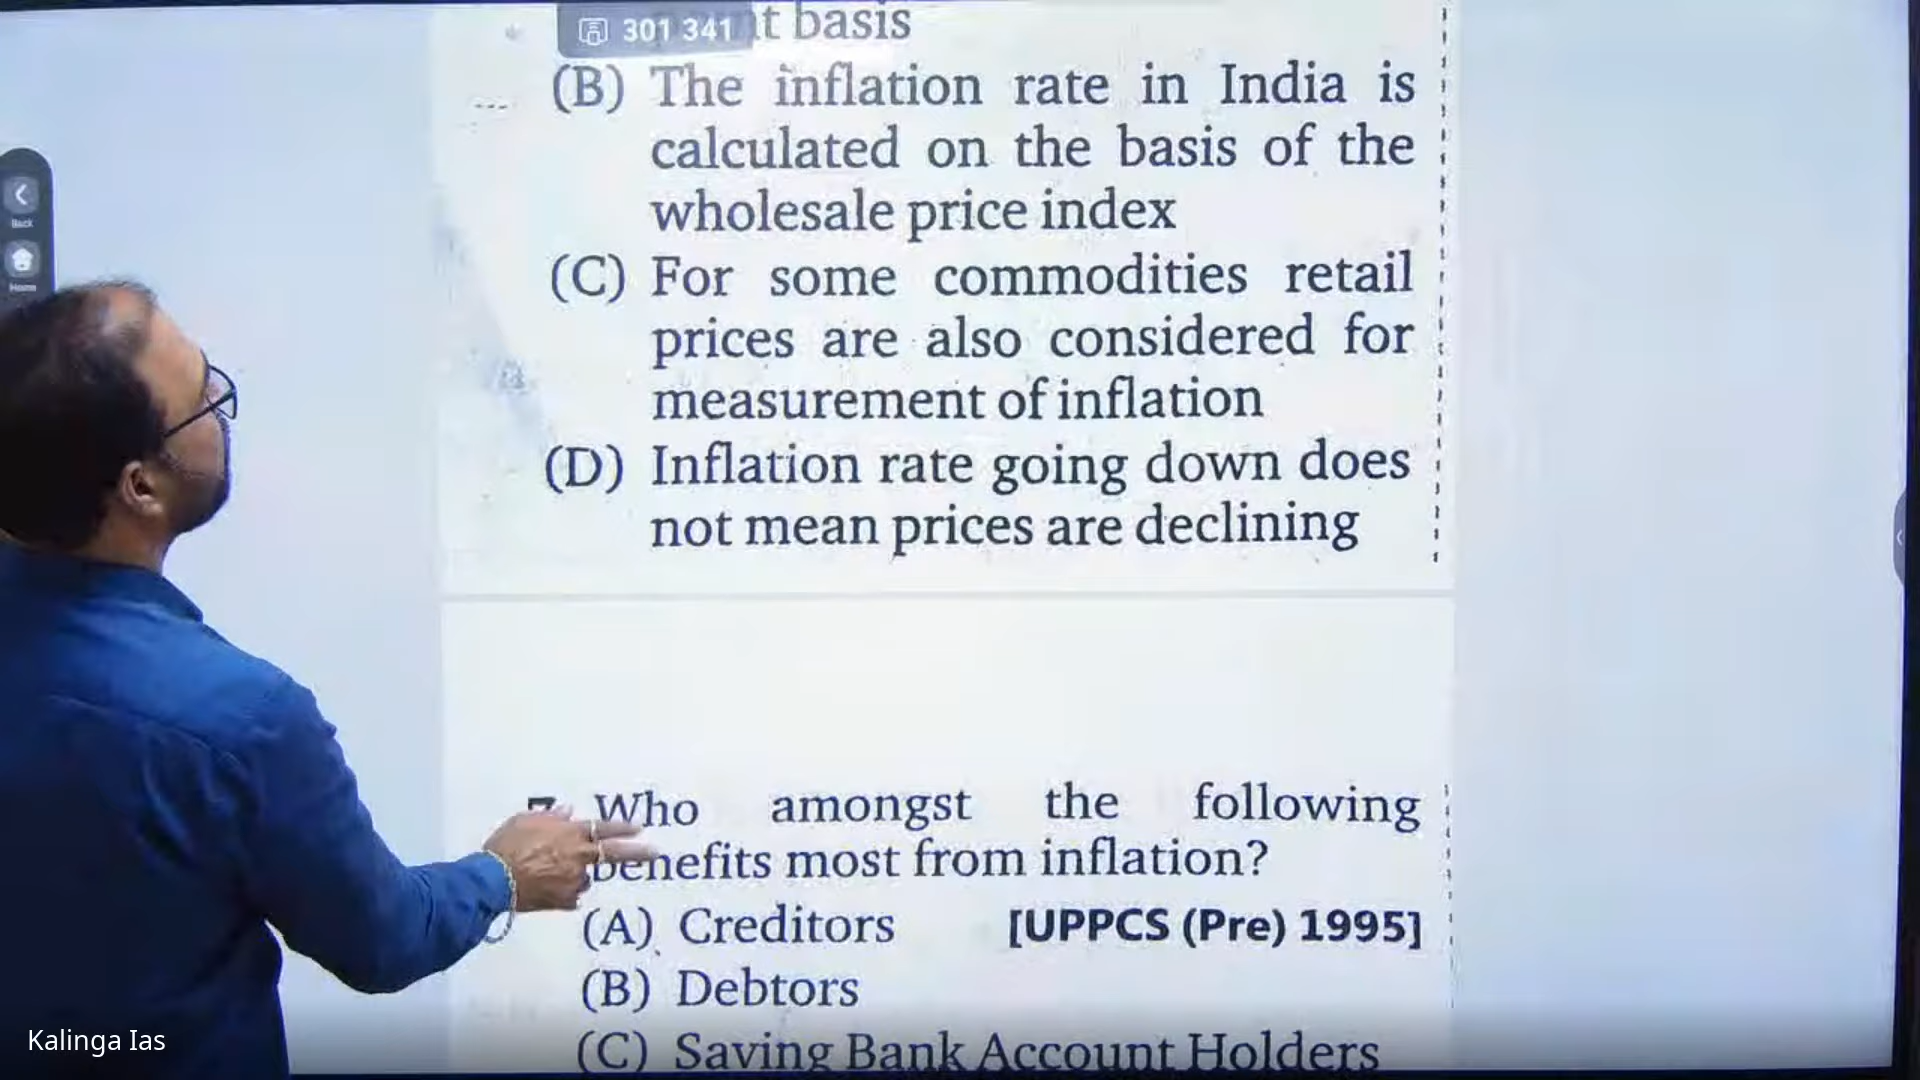 301 341 t basis
(B) The inflation rate in India is
calculated on the basis of the
wholesale price index
(C) For some commodities retail
prices are also considered for
measurement of inflation
(D) Inflation rate going down does
not mean prices are declining
Back
Home
Who amongst the following
benefits most from inflation?
(A) Creditors [UPPCS (Pre) 1995]
(B) Debtors
(C) Saving Bank Account Holders
Kalinga Ias